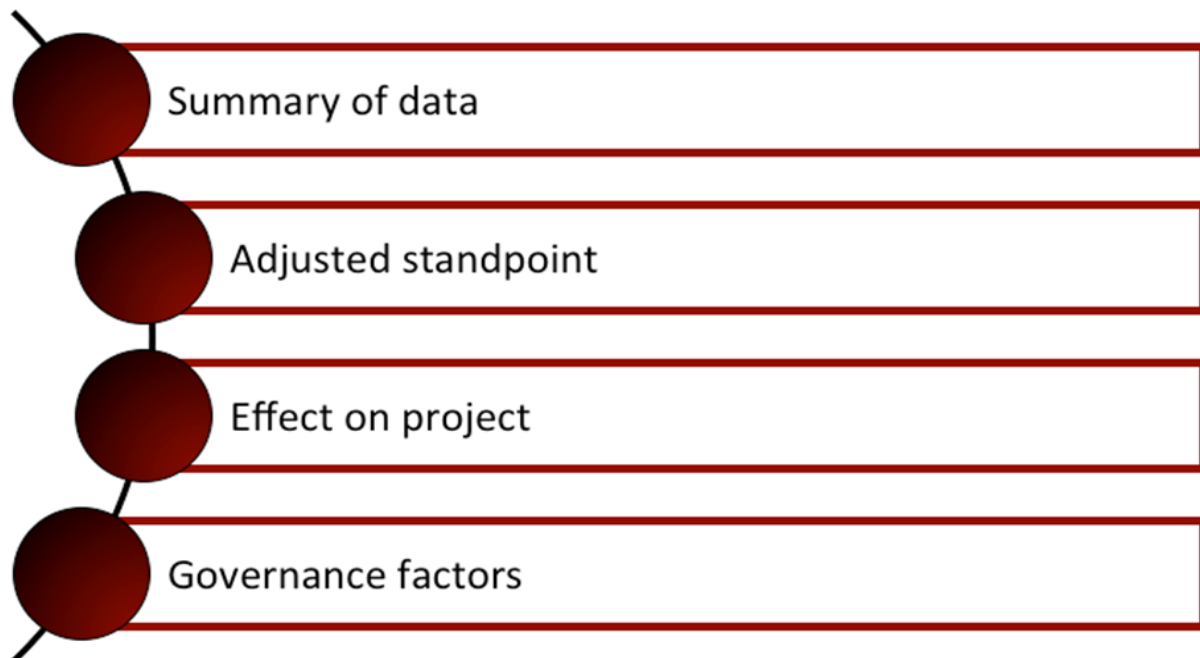 Summary of data
Adjusted standpoint
Effect on project
Governance factors